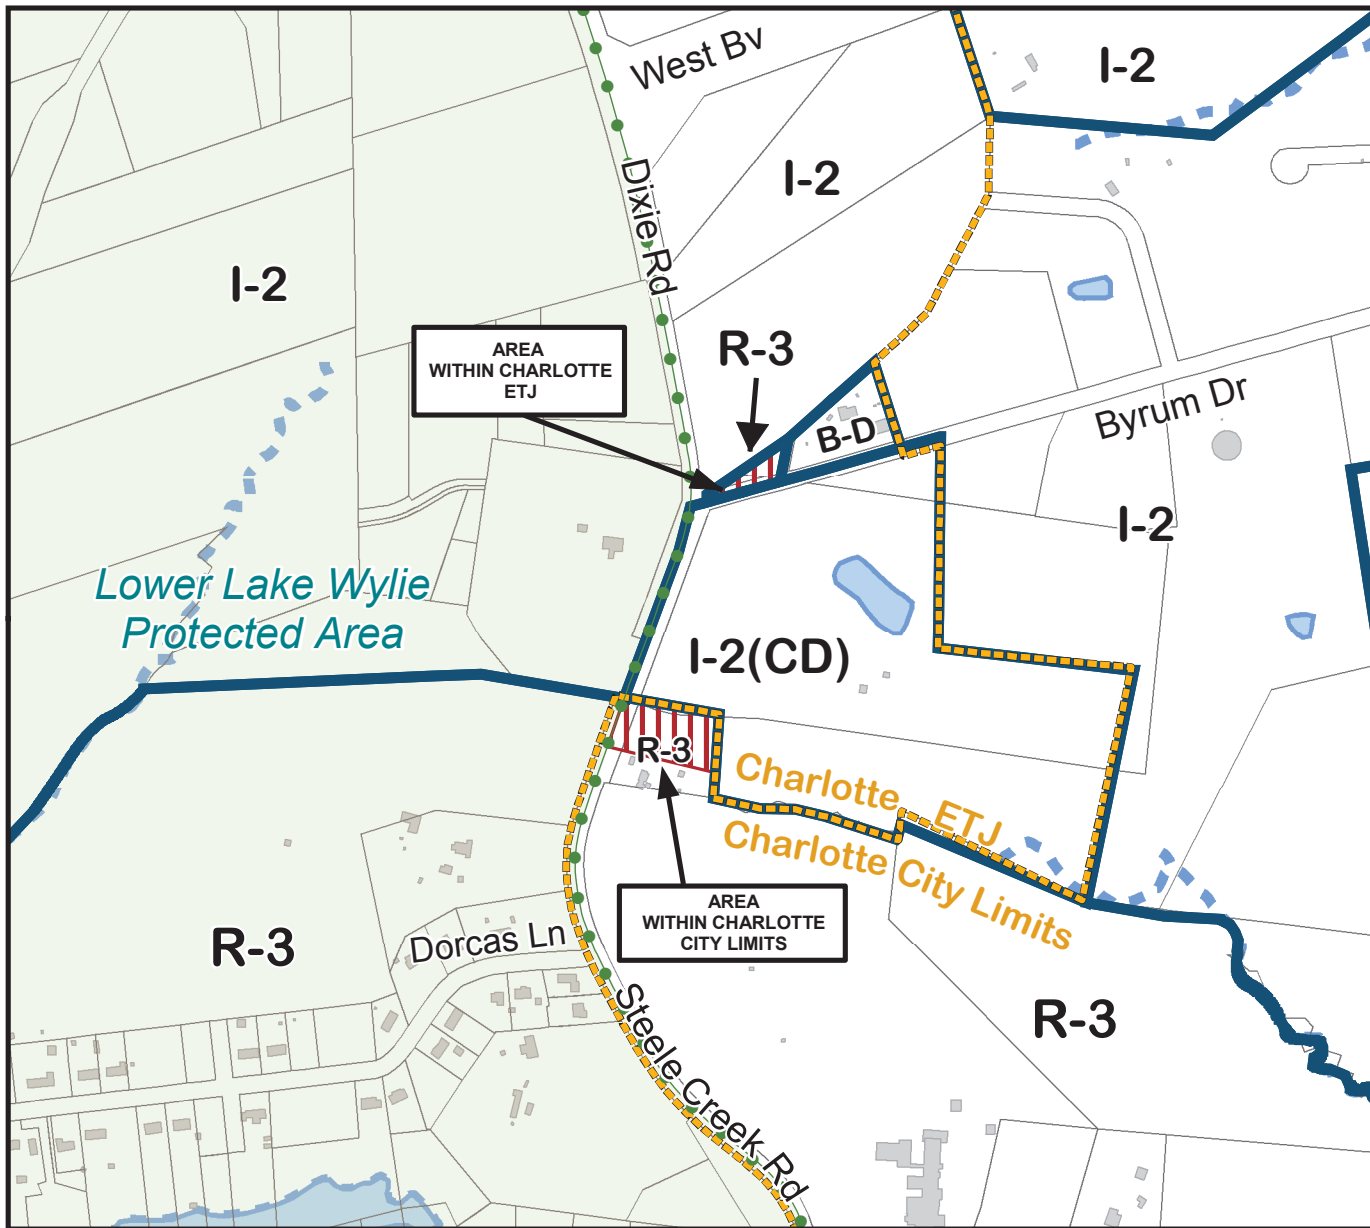 West Bv
I-2
I-2
Dixie Rd
I-2
AREA
WITHIN CHARLOTTE
ETJ
R-3
B-D
Byrum Dr
I-2
Lower Lake Wylie
Protected Area
I-2(CD)
R-3
Charlotte ETJ
Charlotte City Limits
AREA
WITHIN CHARLOTTE
CITY LIMITS
R-3
Dorcas Ln
Steele Creek Rd
R-3